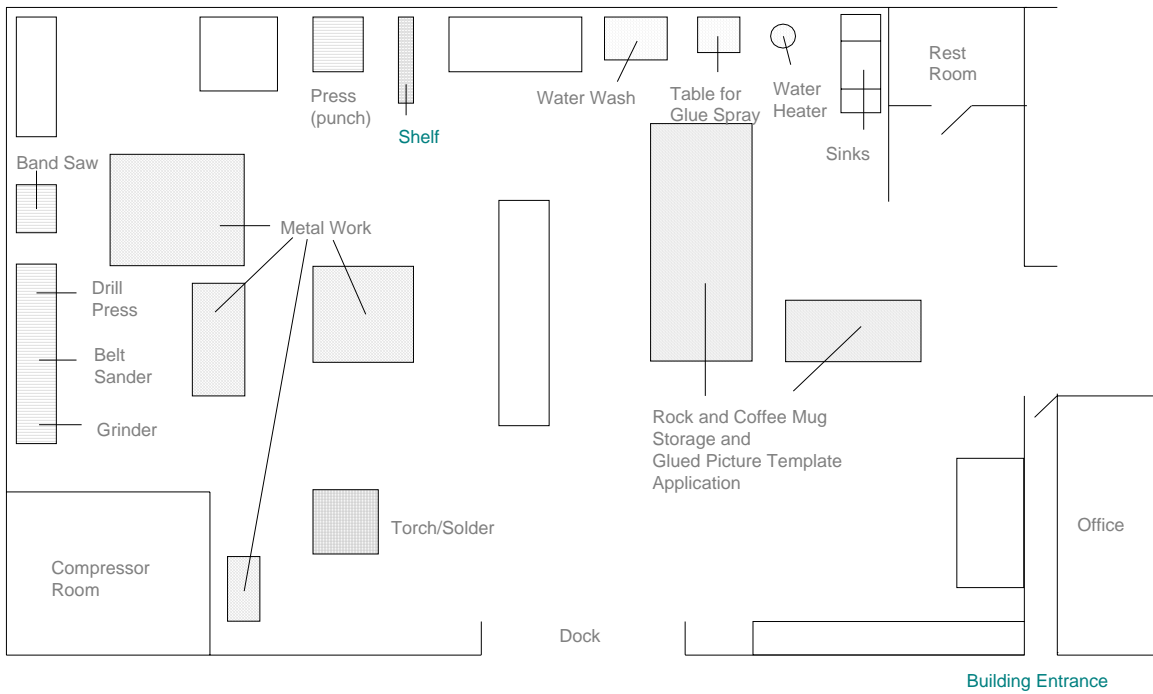 Rest
Room
Press
(punch)
Water Wash
Table for
Glue Spray
Water
Heater
Shelf
Sinks
Band Saw
Metal Work
Drill
Press
Belt
Sander
Grinder
Rock and Coffee Mug
Storage and
Glued Picture Template
Application
Torch/Solder
Office
Compressor
Room
Dock
Building Entrance